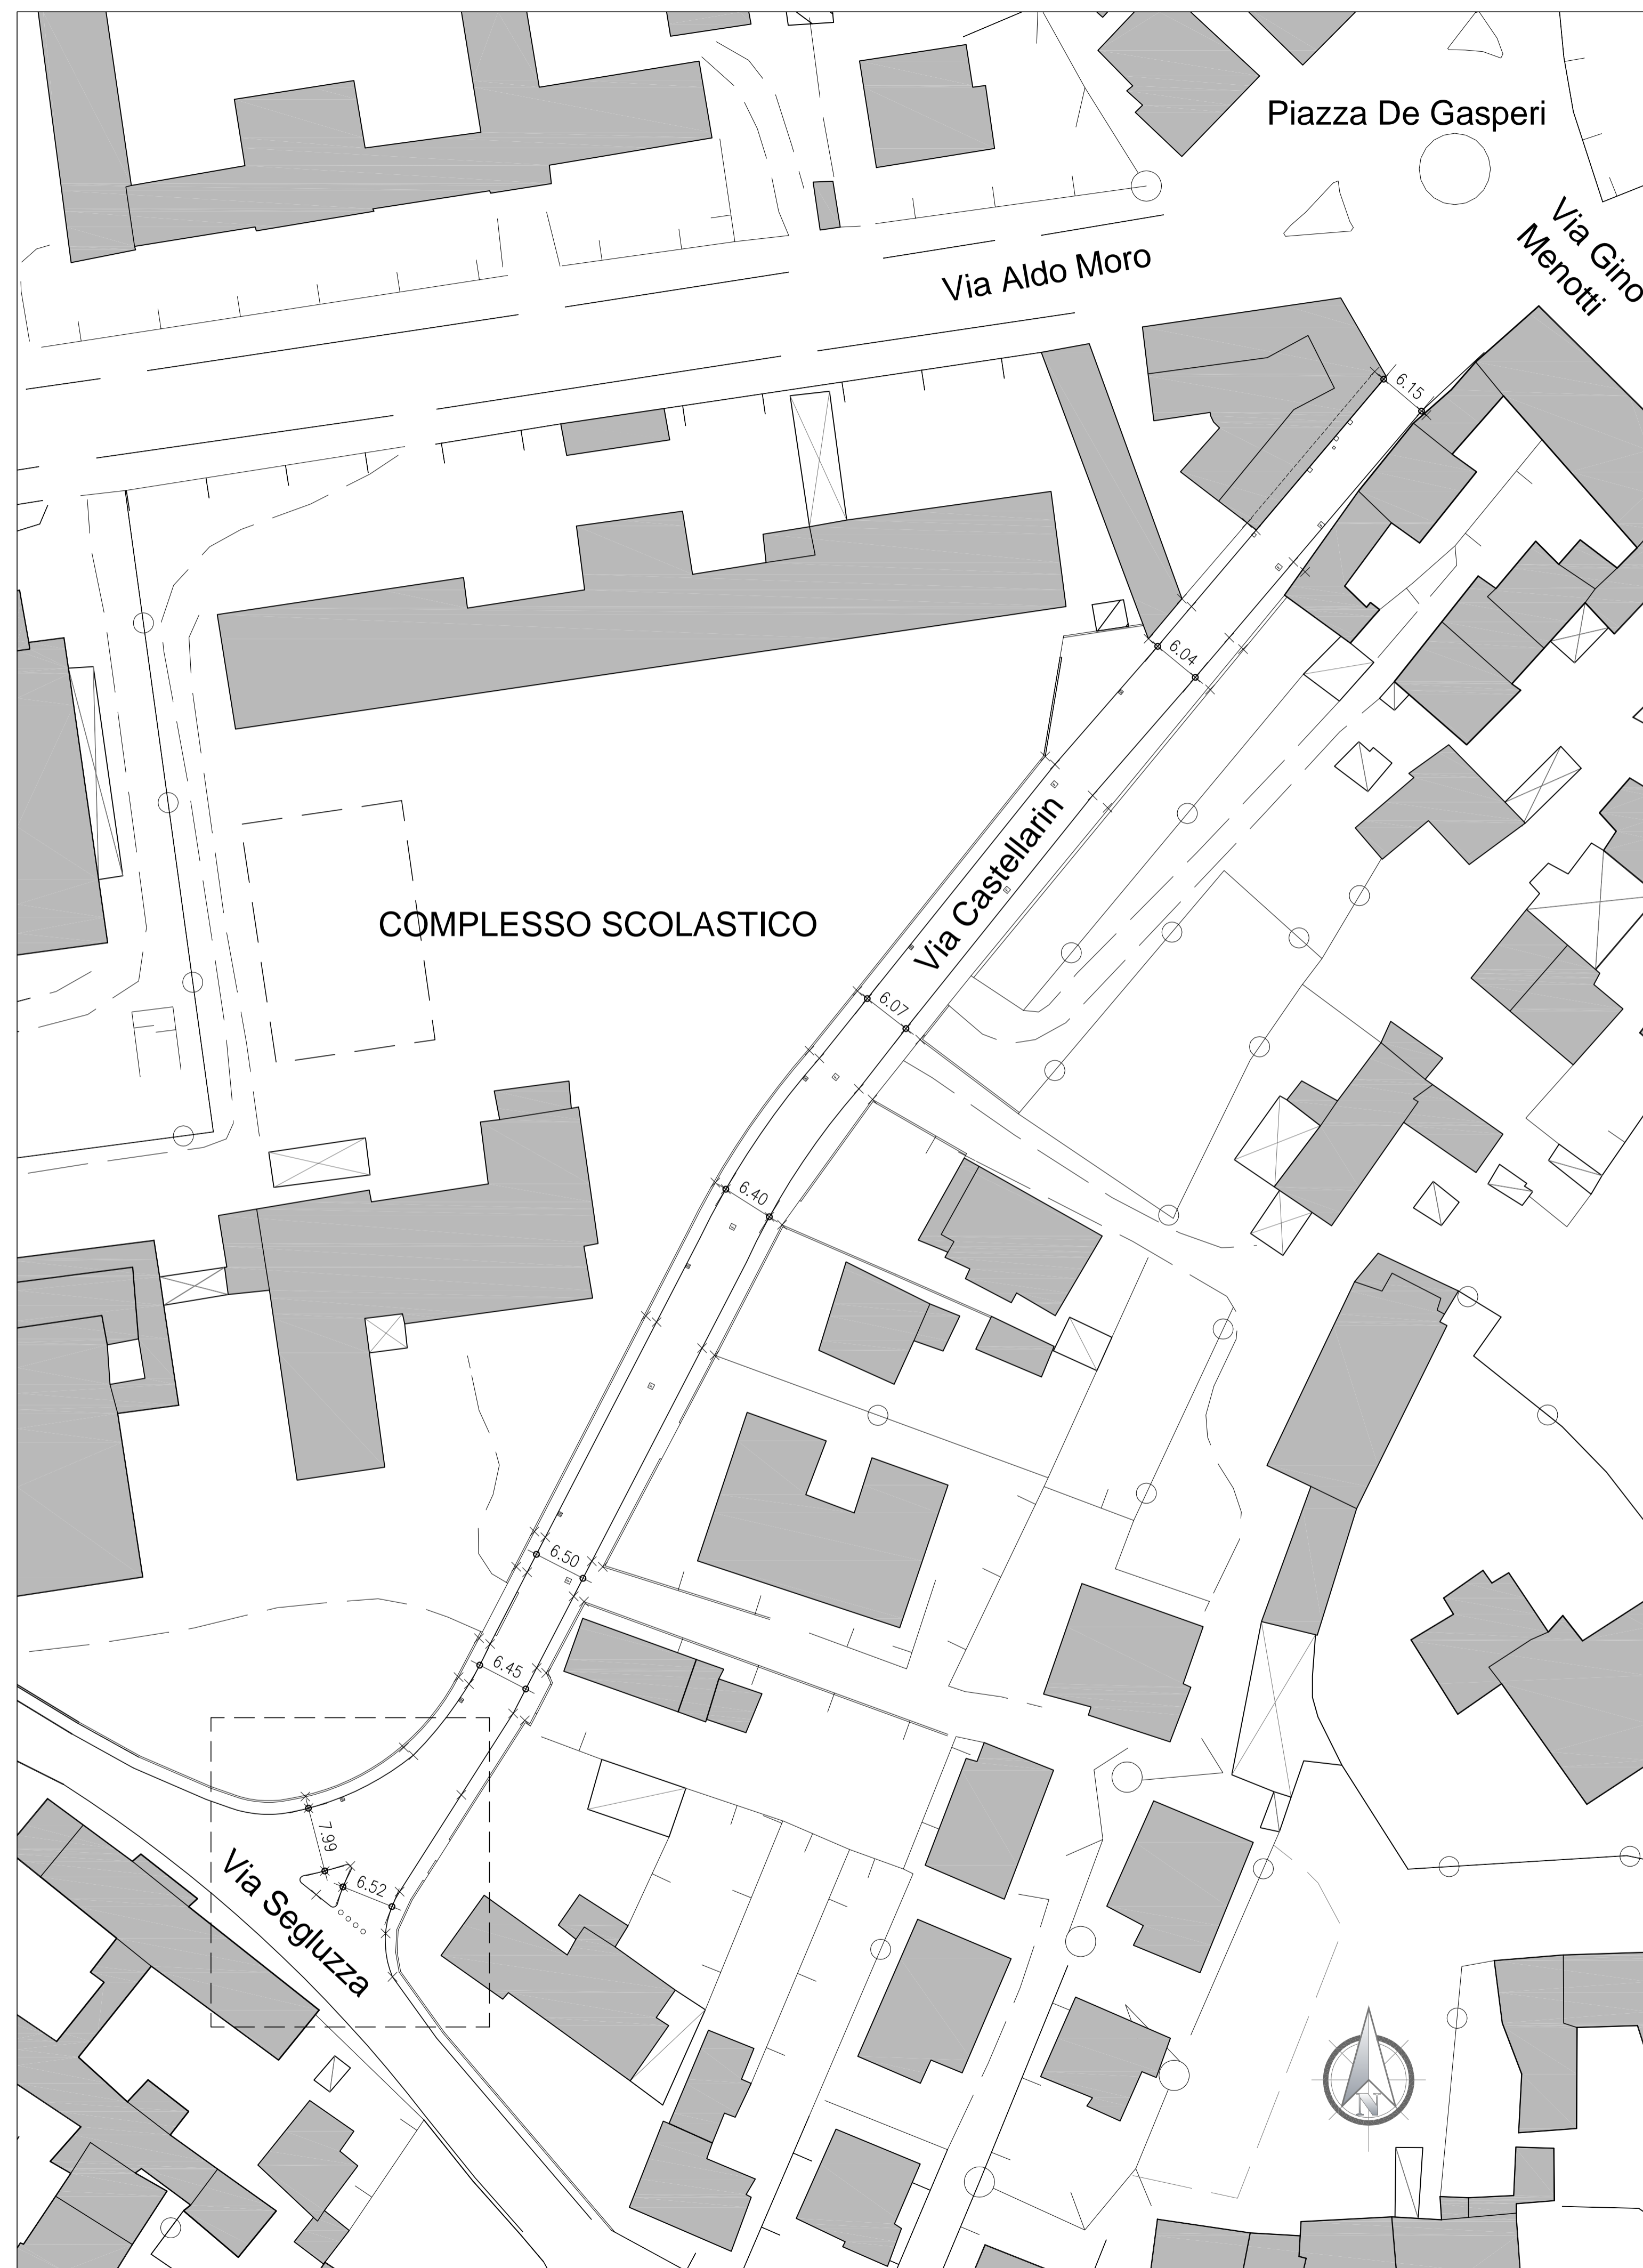 Piazza De Gasperi
Via Gino
Menotti
Via Aldo Moro
6.15
6.04
Via Castellarin
COMPLESSO SCOLASTICO
6.07
6.40
6.50
6.45
7.99
6.52
Via Segluzza
N